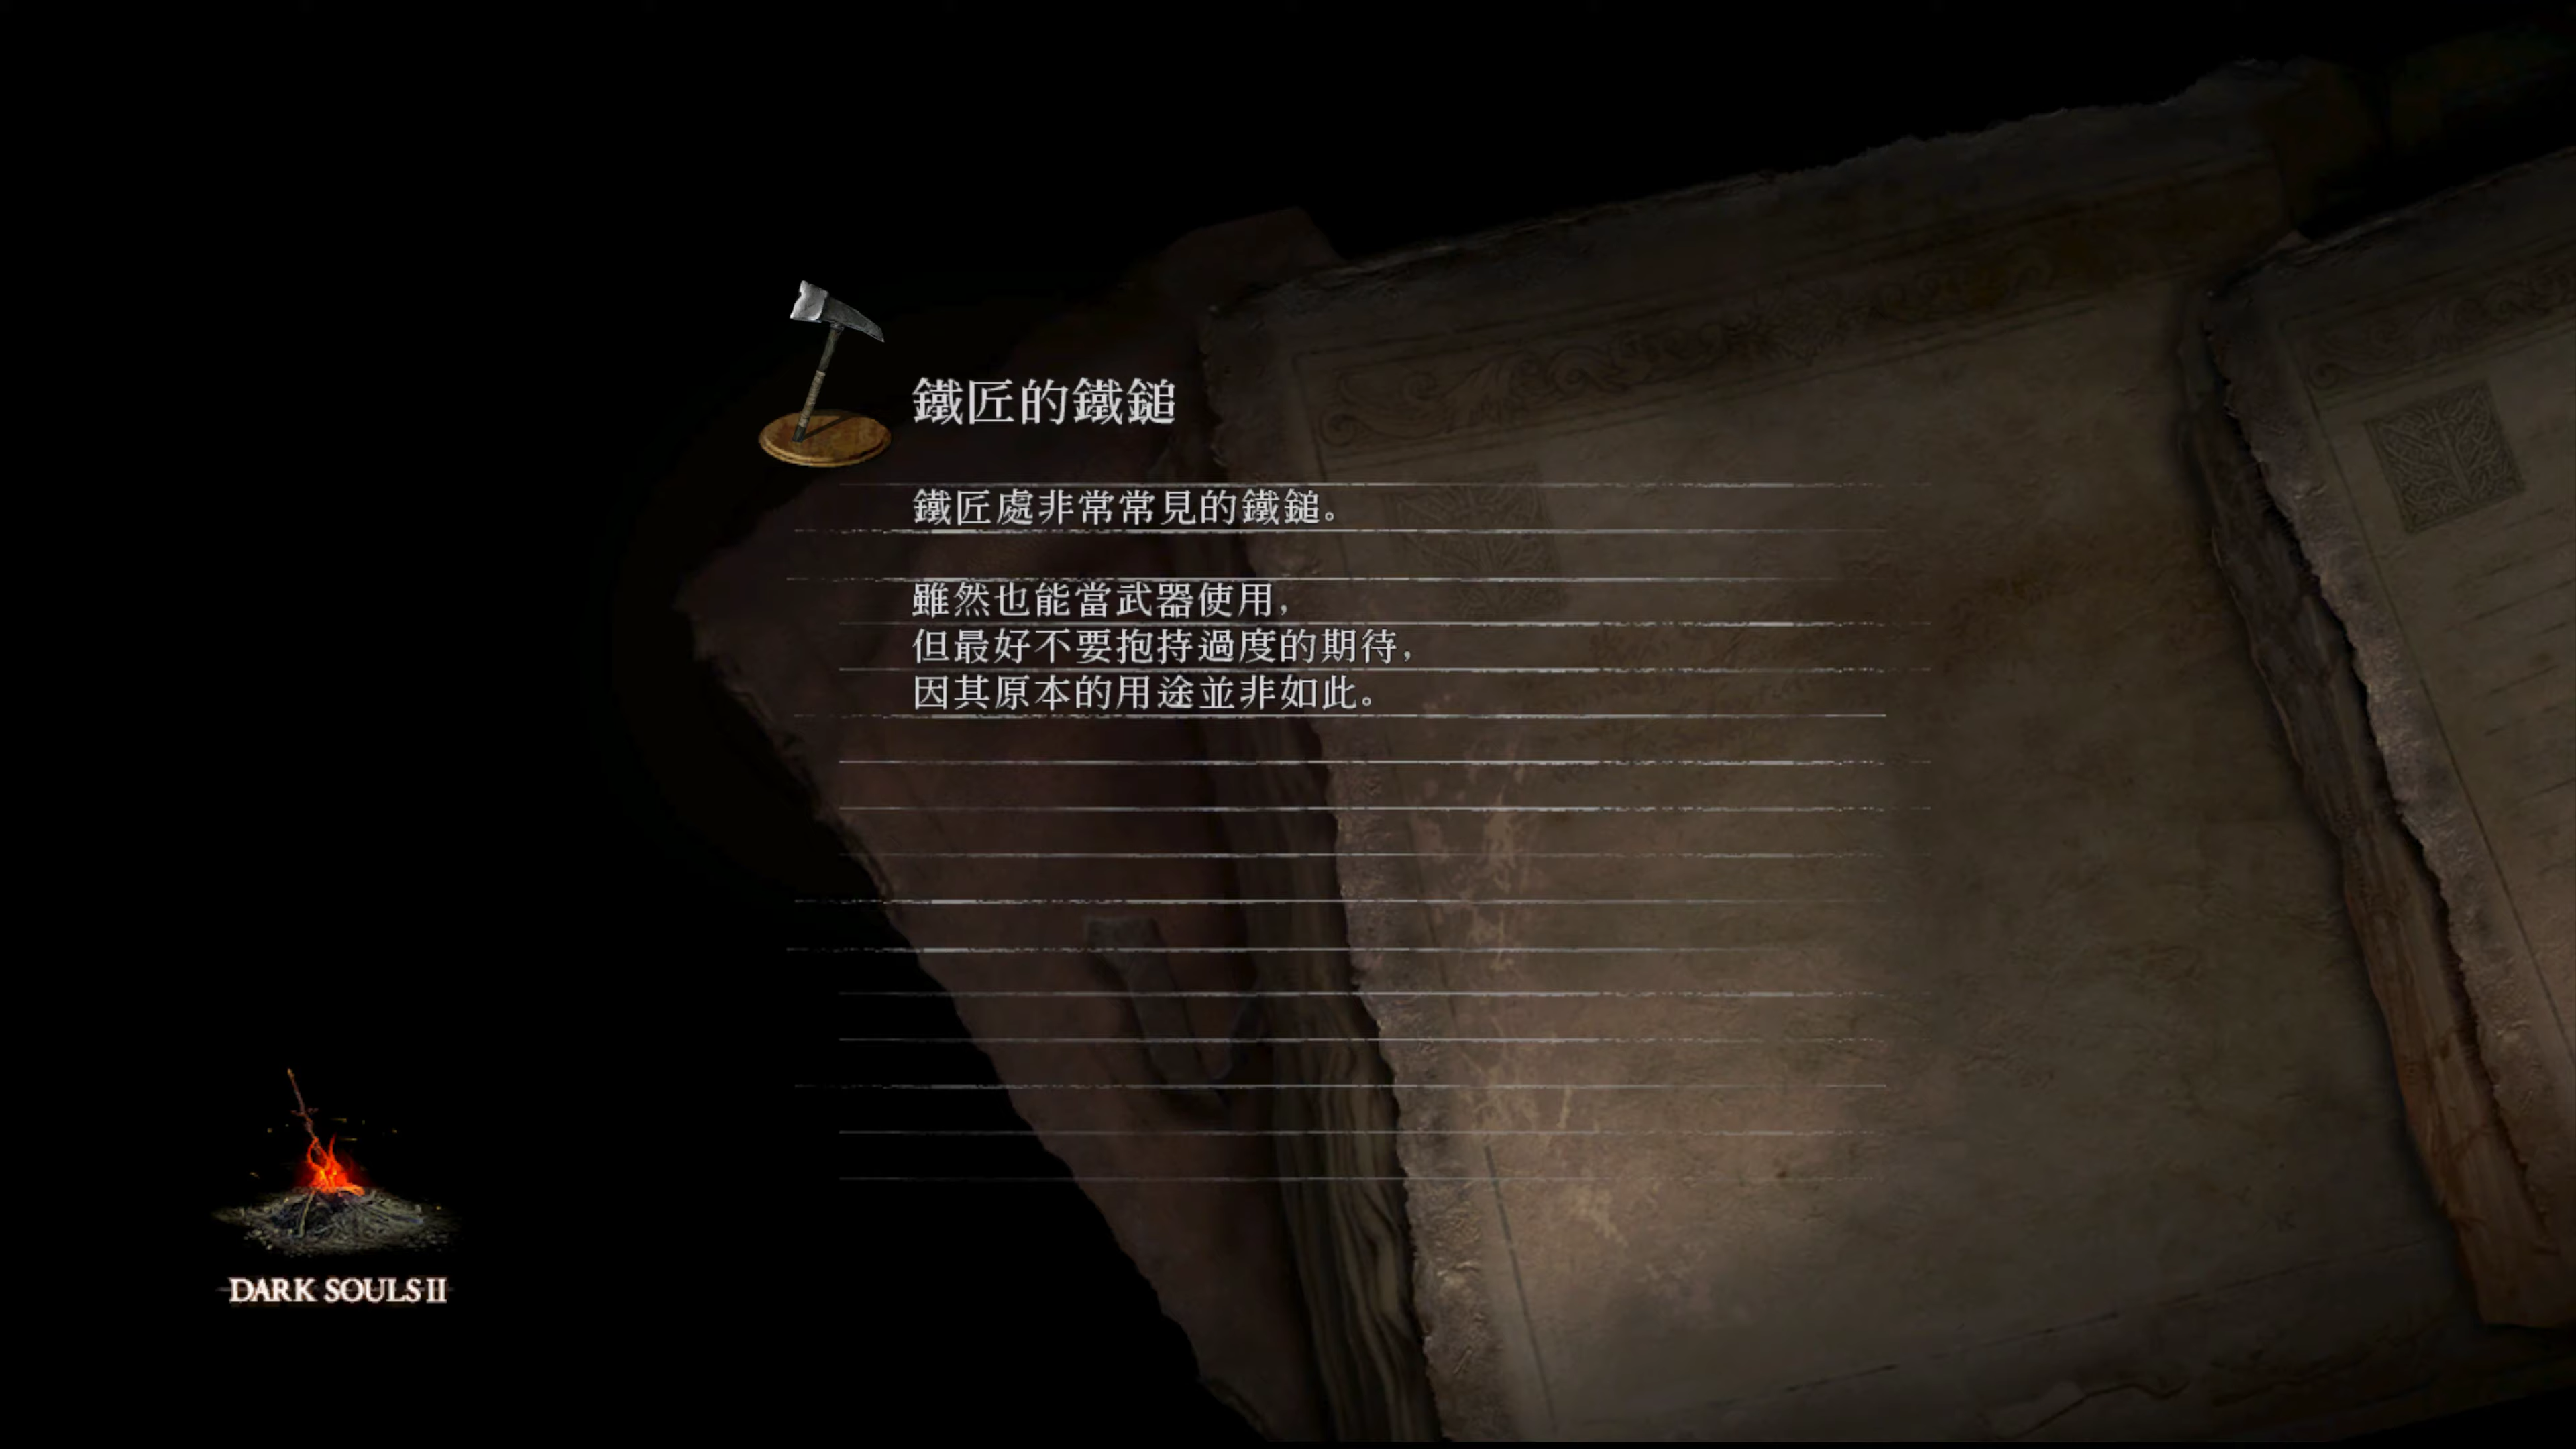 鐵匠的鐵鎚
鐵匠處非常常見的鐵鎚。
雖然也能當武器使用,
但最好不要抱持過度的期待,
因其原本的用途並非如此。
DARK SOULS II